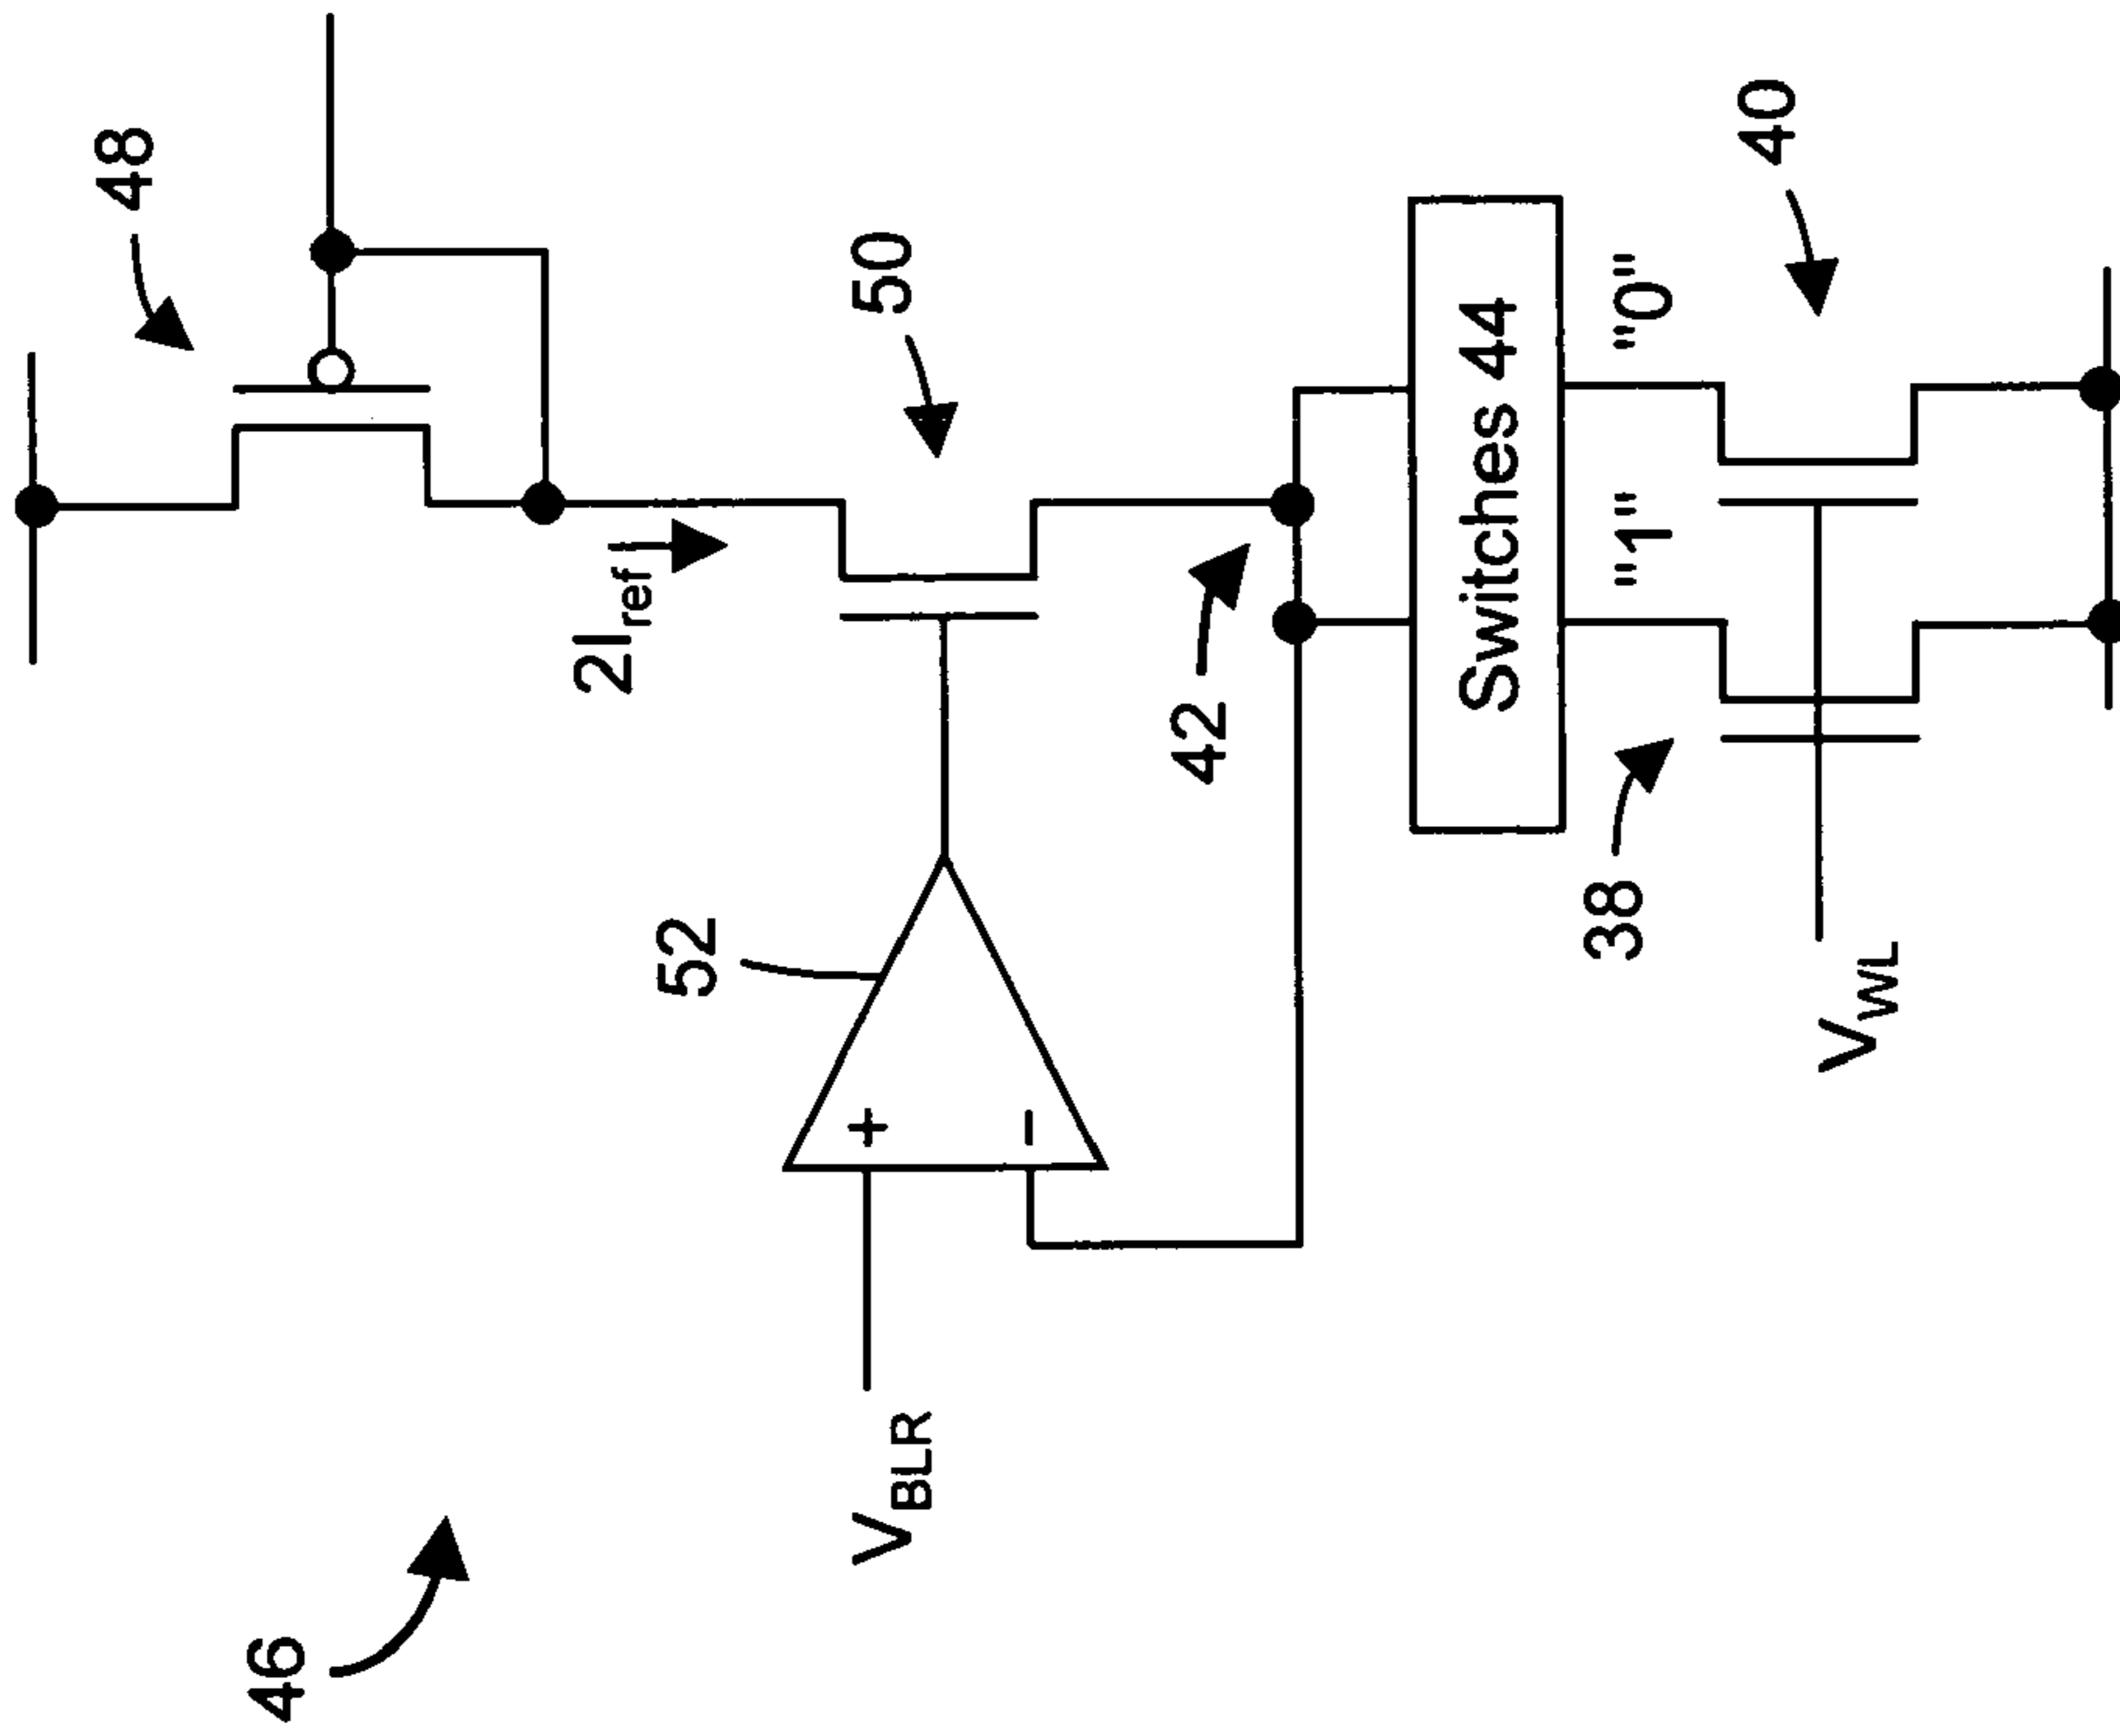 46
48
2Iref
50
52
+
−
VBLR
42
Switches 44
"1"
"0"
38
40
VWL